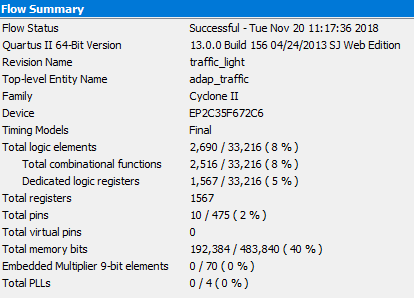 Flow Summary
Flow Status Successful - Tue Nov 20 11:17:36 2018
Quartus II 64-Bit Version 13.0.0 Build 156 04/24/2013 SJ Web Edition
Revision Name traffic_light
Top-level Entity Name adap_traffic
Family Cyclone II
Device EP2C35F672C6
Timing Models Final
Total logic elements 2,690 / 33,216 ( 8 % )
Total combinational functions 2,516 / 33,216 ( 8 % )
Dedicated logic registers 1,567 / 33,216 ( 5 % )
Total registers 1567
Total pins 10 / 475 ( 2 % )
Total virtual pins 0
Total memory bits 192,384 / 483,840 ( 40 % )
Embedded Multiplier 9-bit elements 0 / 70 ( 0 % )
Total PLLs 0 / 4 ( 0 % )